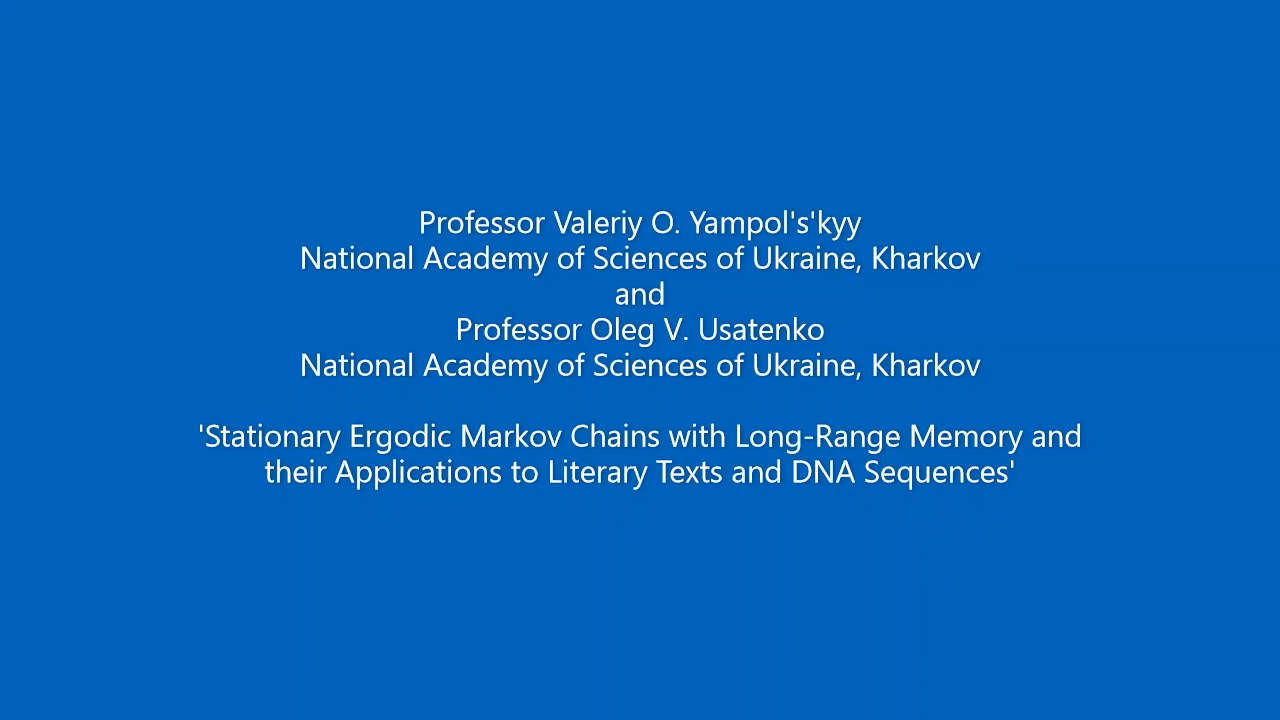 Professor Valeriy O. Yampol's'kyy
National Academy of Sciences of Ukraine, Kharkov
and
Professor Oleg V. Usatenko
National Academy of Sciences of Ukraine, Kharkov
'Stationary Ergodic Markov Chains with Long-Range Memory and
their Applications to Literary Texts and DNA Sequences'